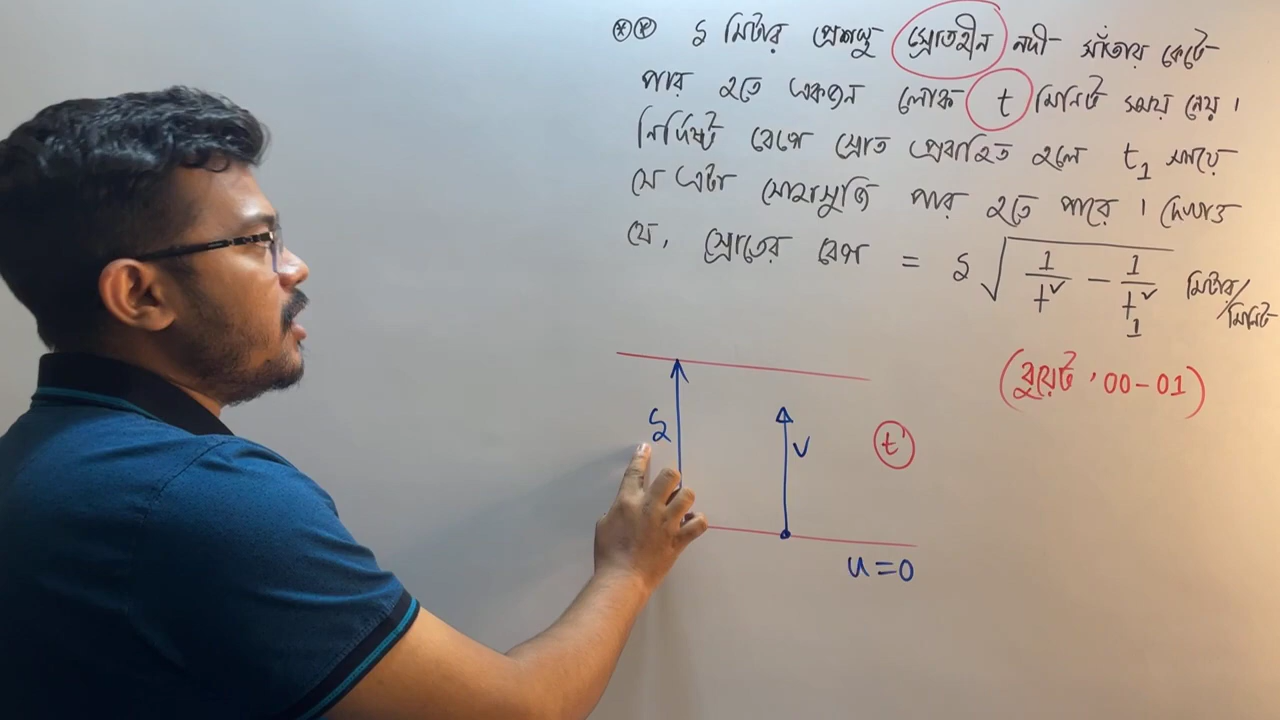 ** S মিটার প্রশস্ত স্রোতহীন নদী সাঁতার কেটে
পার হতে একজন লোক t মিনিট সময় নেয়।
নির্দিষ্ট বেগে স্রোত প্রবাহিত হলে t₁ সময়ে
সে এটা সোজাসুজি পার হতে পারে। দেখাও
যে, স্রোতের বেগ = S √(1/t² − 1/t₁²) মিটার/মিনিট
(বুয়েট, 00-01)
S
v
t
u=0